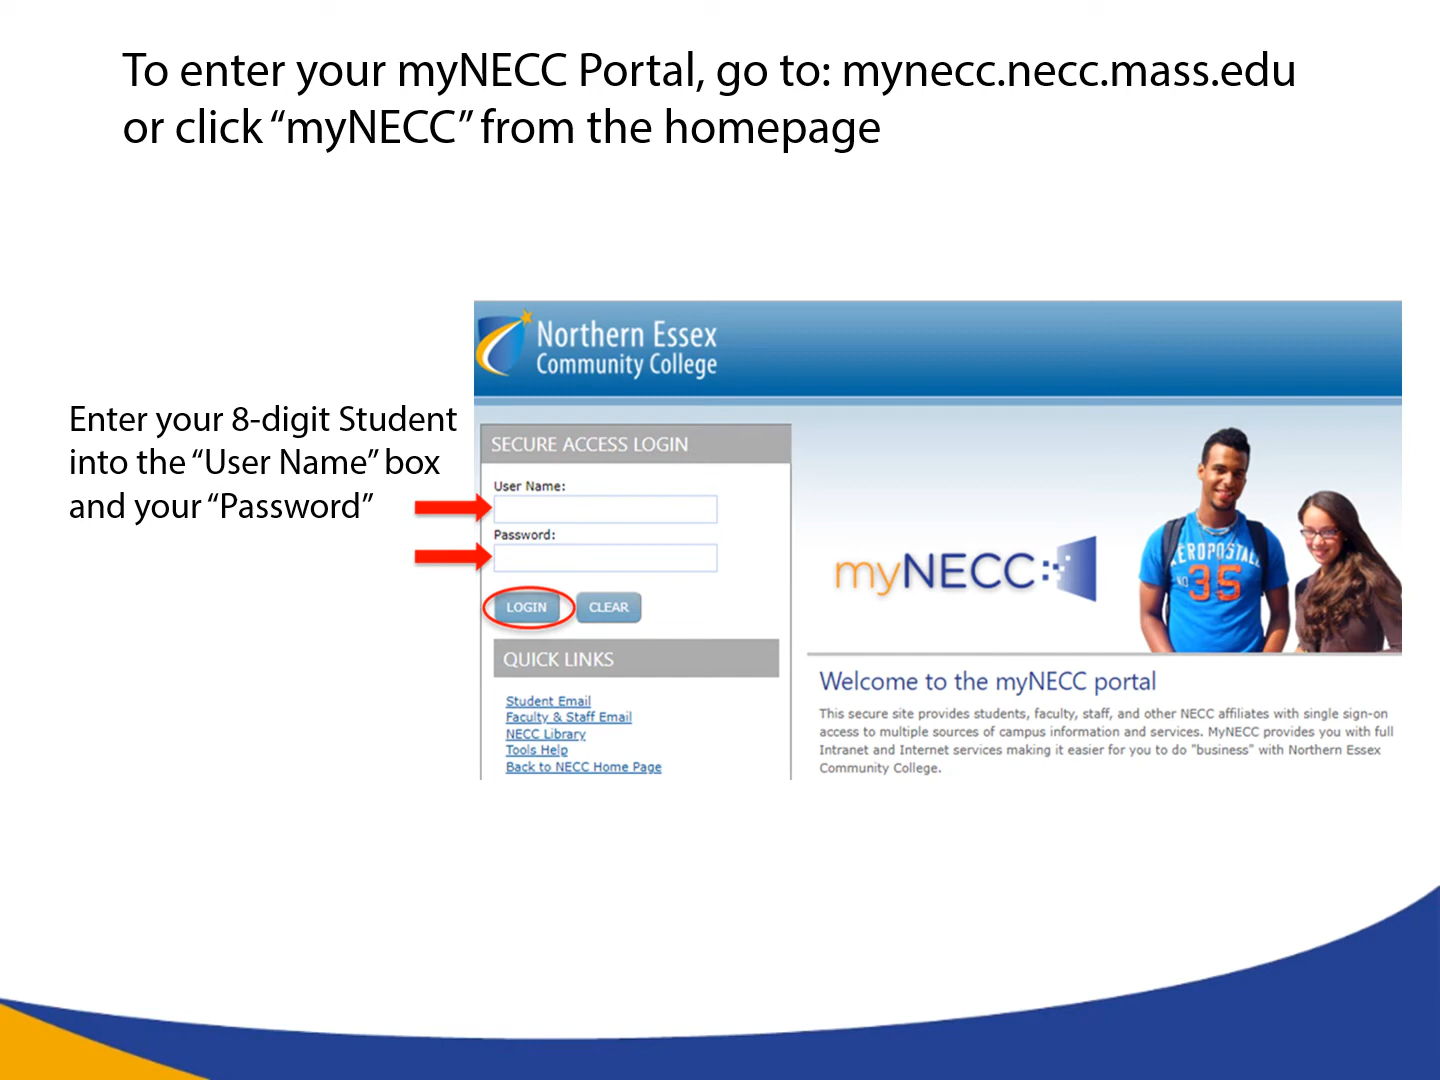 To enter your myNECC Portal, go to: mynecc.necc.mass.edu
or click “myNECC” from the homepage
Northern Essex
Community College
Enter your 8-digit Student
into the “User Name” box
and your “Password”
SECURE ACCESS LOGIN
User Name:
Password:
LOGIN CLEAR
QUICK LINKS
Student Email
Faculty & Staff Email
NECC Library
Tools Help
Back to NECC Home Page
myNECC
AEROPOSTALE
NO 35
Welcome to the myNECC portal
This secure site provides students, faculty, staff, and other NECC affiliates with single sign-on
access to multiple sources of campus information and services. MyNECC provides you with full
Intranet and Internet services making it easier for you to do "business" with Northern Essex
Community College.